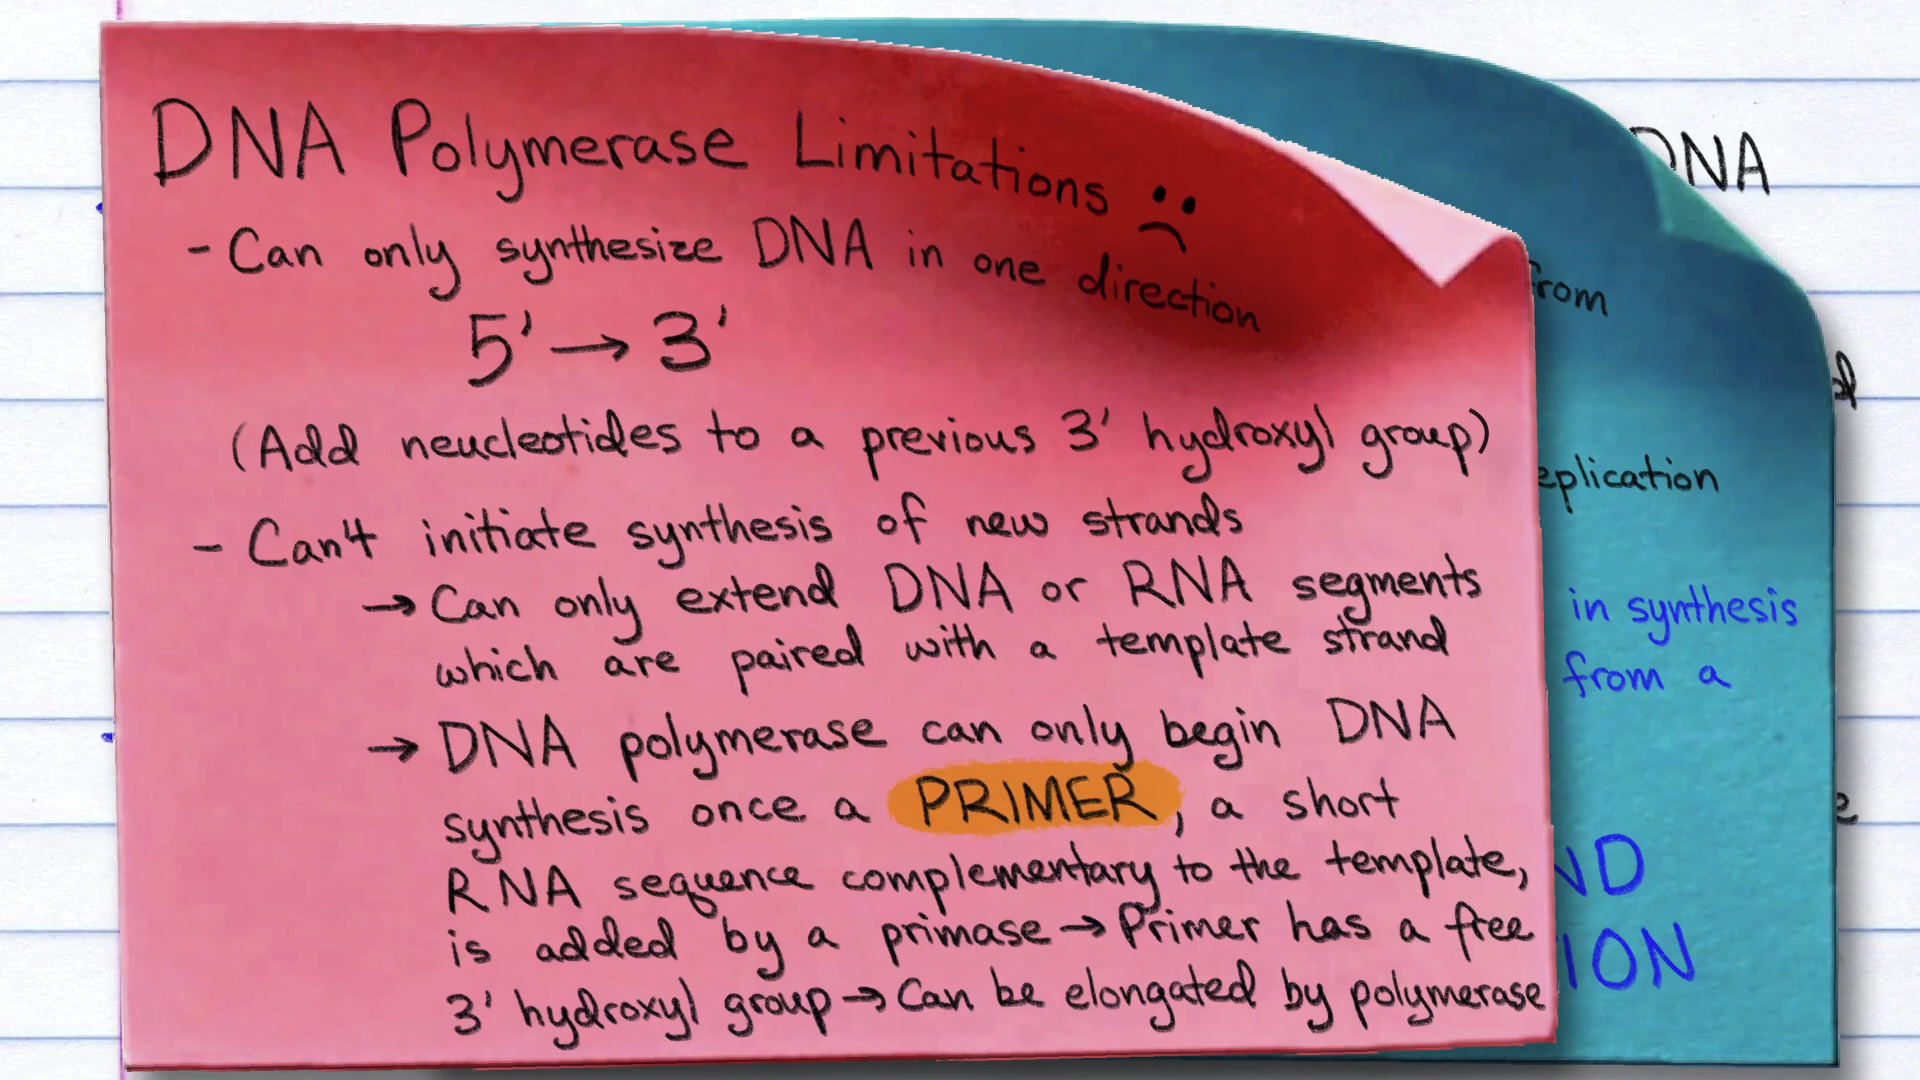 DNA Polymerase Limitations :(
- Can only synthesize DNA in one direction
5' → 3'
(Add neucleotides to a previous 3' hydroxyl group)
- Can't initiate synthesis of new strands
→ Can only extend DNA or RNA segments
which are paired with a template strand
→ DNA polymerase can only begin DNA
synthesis once a PRIMER, a short
RNA sequence complementary to the template,
is added by a primase → Primer has a free
3' hydroxyl group → Can be elongated by polymerase
DNA
from
eplication
in synthesis
from a
ND
ION